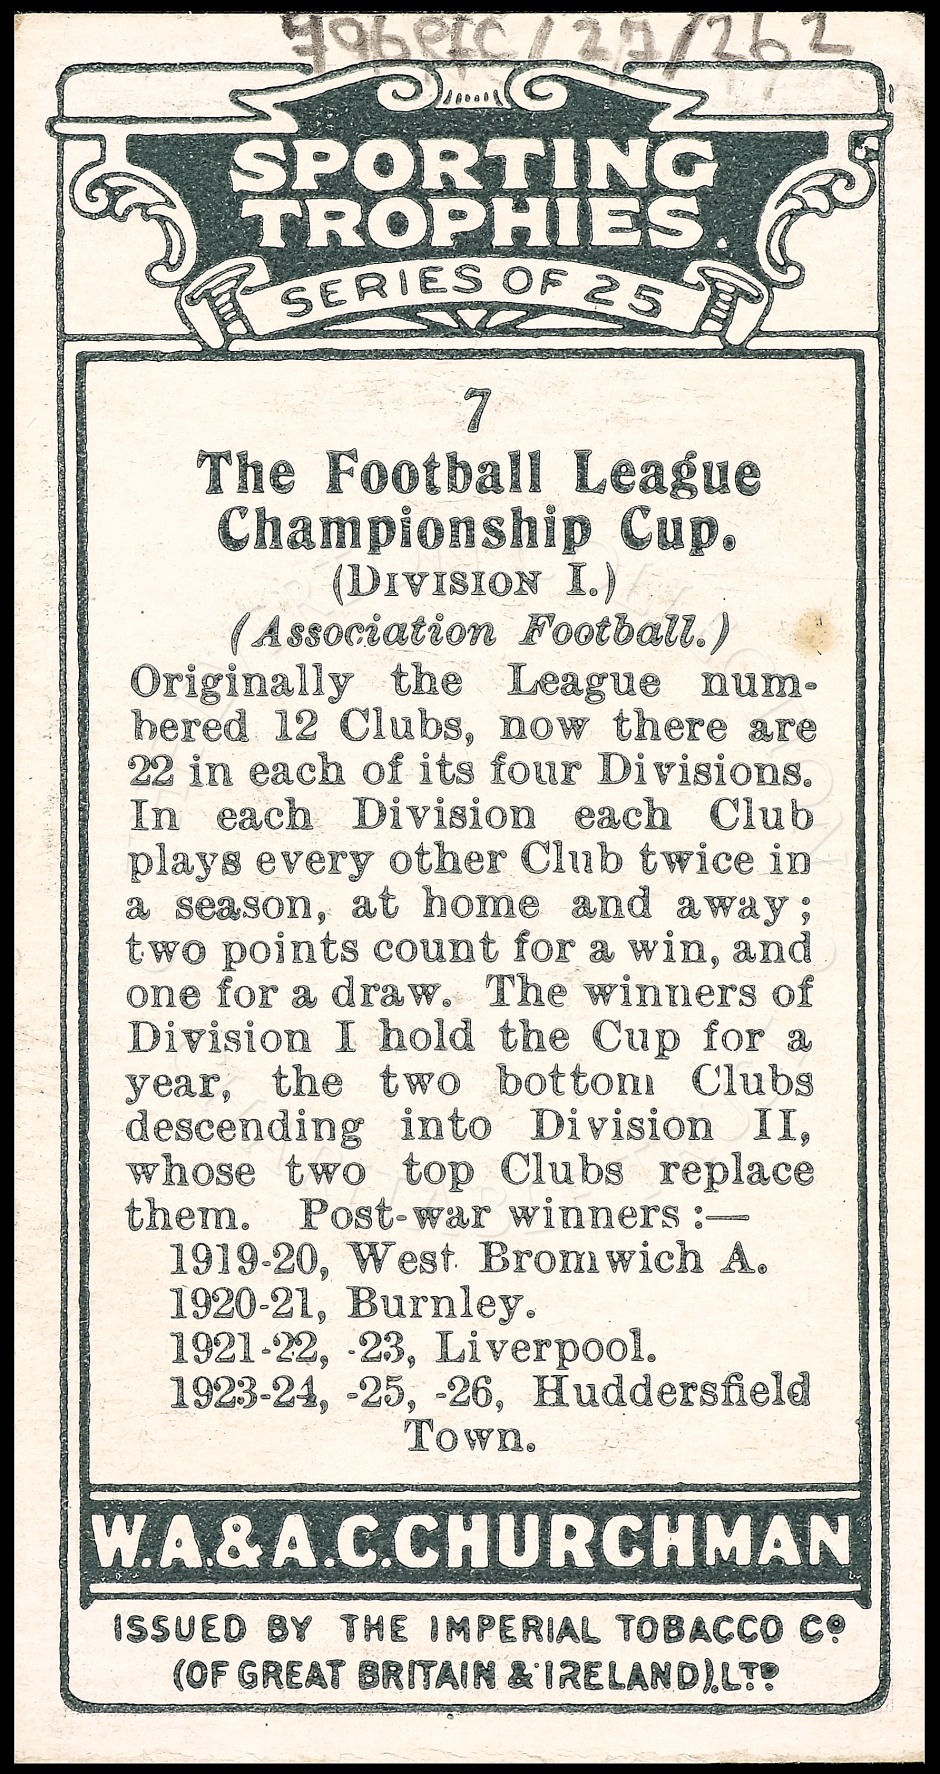 SPORTING
TROPHIES.
SERIES OF 25
7
The Football League
Championship Cup.
(DIVISION I.)
(Association Football.)
Originally the League num-
bered 12 Clubs, now there are
22 in each of its four Divisions.
In each Division each Club
plays every other Club twice in
a season, at home and away;
two points count for a win, and
one for a draw. The winners of
Division I hold the Cup for a
year, the two bottom Clubs
descending into Division II,
whose two top Clubs replace
them. Post-war winners :—
1919-20, West Bromwich A.
1920-21, Burnley.
1921-22, -23, Liverpool.
1923-24, -25, -26, Huddersfield
Town.
W.A.&A.C.CHURCHMAN
ISSUED BY THE IMPERIAL TOBACCO Cº.
(OF GREAT BRITAIN & IRELAND), LTD.